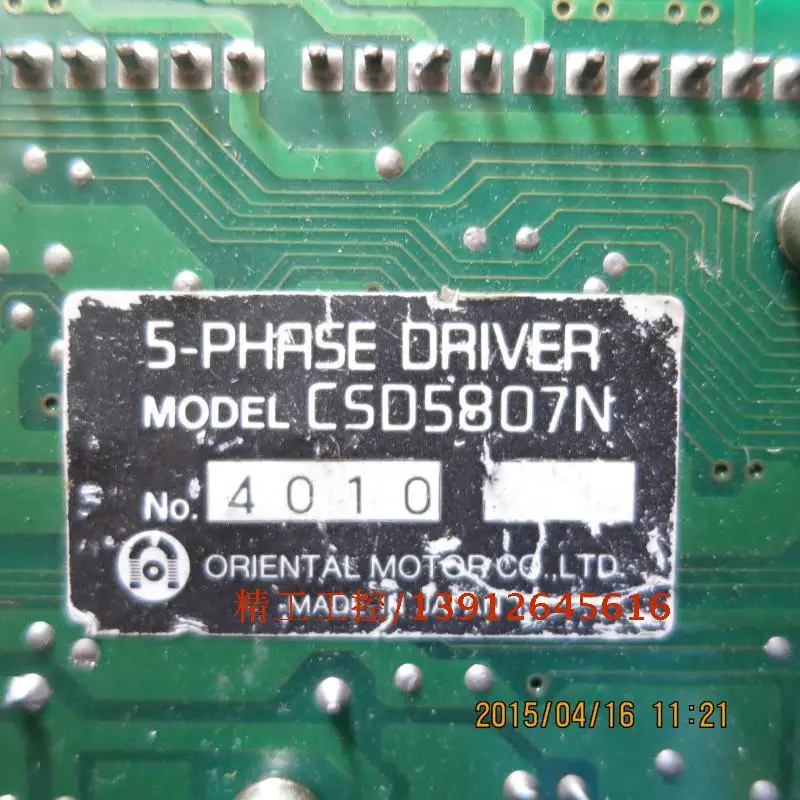 5-PHASE DRIVER
MODEL CSD5807N
No. 4010
ORIENTAL MOTOR CO.,LTD.
精工工控/13912645616
2015/04/16 11:21